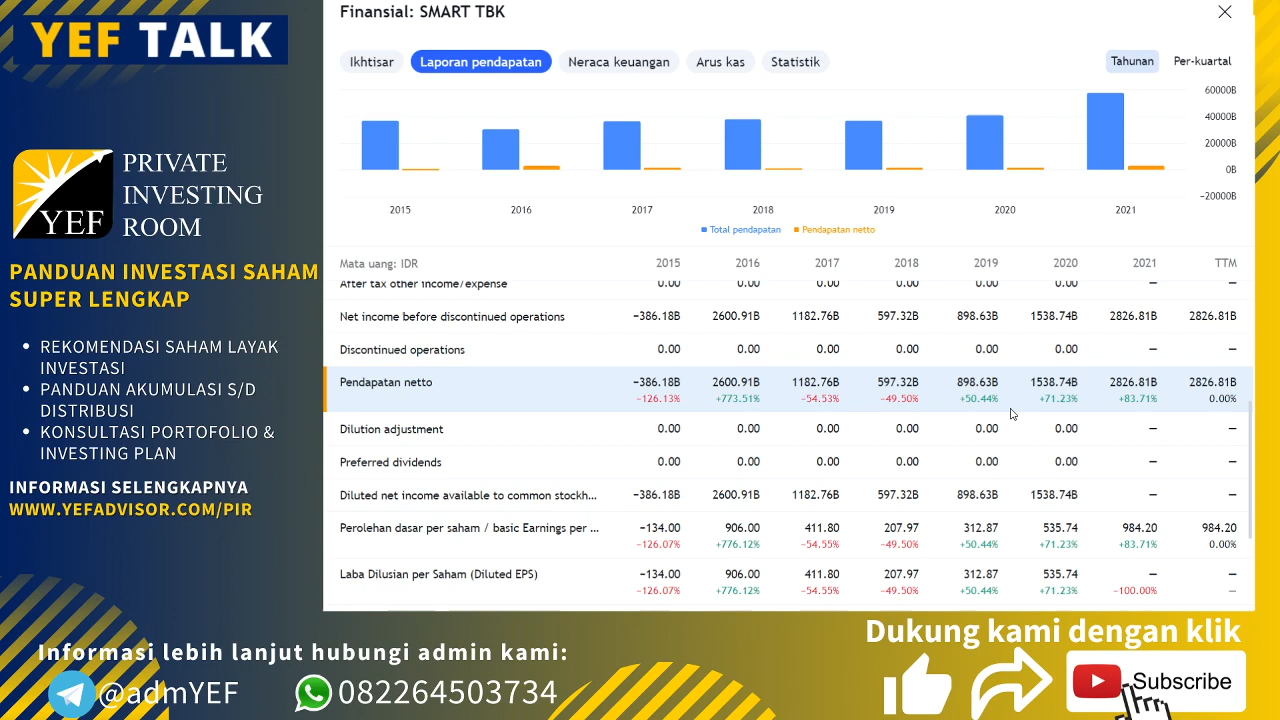 YEF TALK
YEF
PRIVATE
INVESTING
ROOM
PANDUAN INVESTASI SAHAM
SUPER LENGKAP
• REKOMENDASI SAHAM LAYAK
INVESTASI
• PANDUAN AKUMULASI S/D
DISTRIBUSI
• KONSULTASI PORTOFOLIO &
INVESTING PLAN
INFORMASI SELENGKAPNYA
WWW.YEFADVISOR.COM/PIR
Finansial: SMART TBK
Ikhtisar Laporan pendapatan Neraca keuangan Arus kas Statistik Tahunan Per-kuartal
60000B
40000B
20000B
0B
−20000B
2015 2016 2017 2018 2019 2020 2021
Total pendapatan Pendapatan netto
Mata uang: IDR 2015 2016 2017 2018 2019 2020 2021 TTM
After tax other income/expense 0.00 0.00 0.00 0.00 0.00 0.00 — —
Net income before discontinued operations −386.18B 2600.91B 1182.76B 597.32B 898.63B 1538.74B 2826.81B 2826.81B
Discontinued operations 0.00 0.00 0.00 0.00 0.00 0.00 — —
Pendapatan netto −386.18B 2600.91B 1182.76B 597.32B 898.63B 1538.74B 2826.81B 2826.81B
−126.13% +773.51% −54.53% −49.50% +50.44% +71.23% +83.71% 0.00%
Dilution adjustment 0.00 0.00 0.00 0.00 0.00 0.00 — —
Preferred dividends 0.00 0.00 0.00 0.00 0.00 0.00 — —
Diluted net income available to common stockh... −386.18B 2600.91B 1182.76B 597.32B 898.63B 1538.74B — —
Perolehan dasar per saham / basic Earnings per ... −134.00 906.00 411.80 207.97 312.87 535.74 984.20 984.20
−126.07% +776.12% −54.55% −49.50% +50.44% +71.23% +83.71% 0.00%
Laba Dilusian per Saham (Diluted EPS) −134.00 906.00 411.80 207.97 312.87 535.74 — —
−126.07% +776.12% −54.55% −49.50% +50.44% +71.23% −100.00% —
Informasi lebih lanjut hubungi admin kami:
@admYEF 082264503734
Dukung kami dengan klik
Subscribe